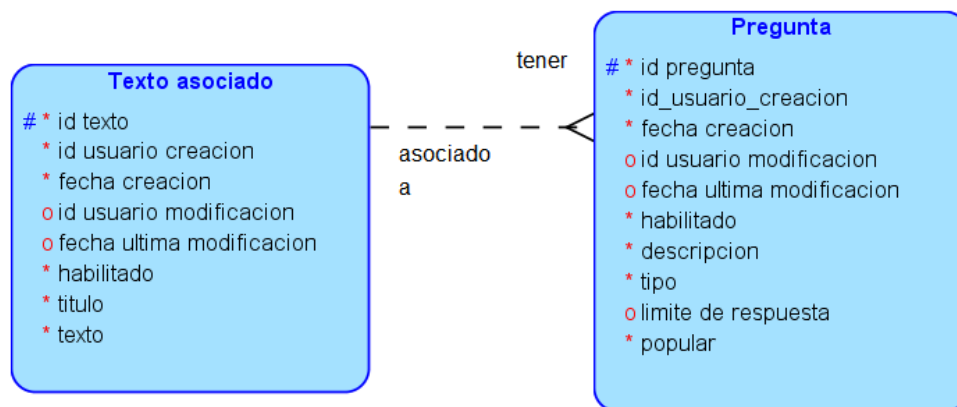 Texto asociado
# * id texto
* id usuario creacion
* fecha creacion
o id usuario modificacion
o fecha ultima modificacion
* habilitado
* titulo
* texto
tener
asociado
a
Pregunta
# * id pregunta
* id_usuario_creacion
* fecha creacion
o id usuario modificacion
o fecha ultima modificacion
* habilitado
* descripcion
* tipo
o limite de respuesta
* popular